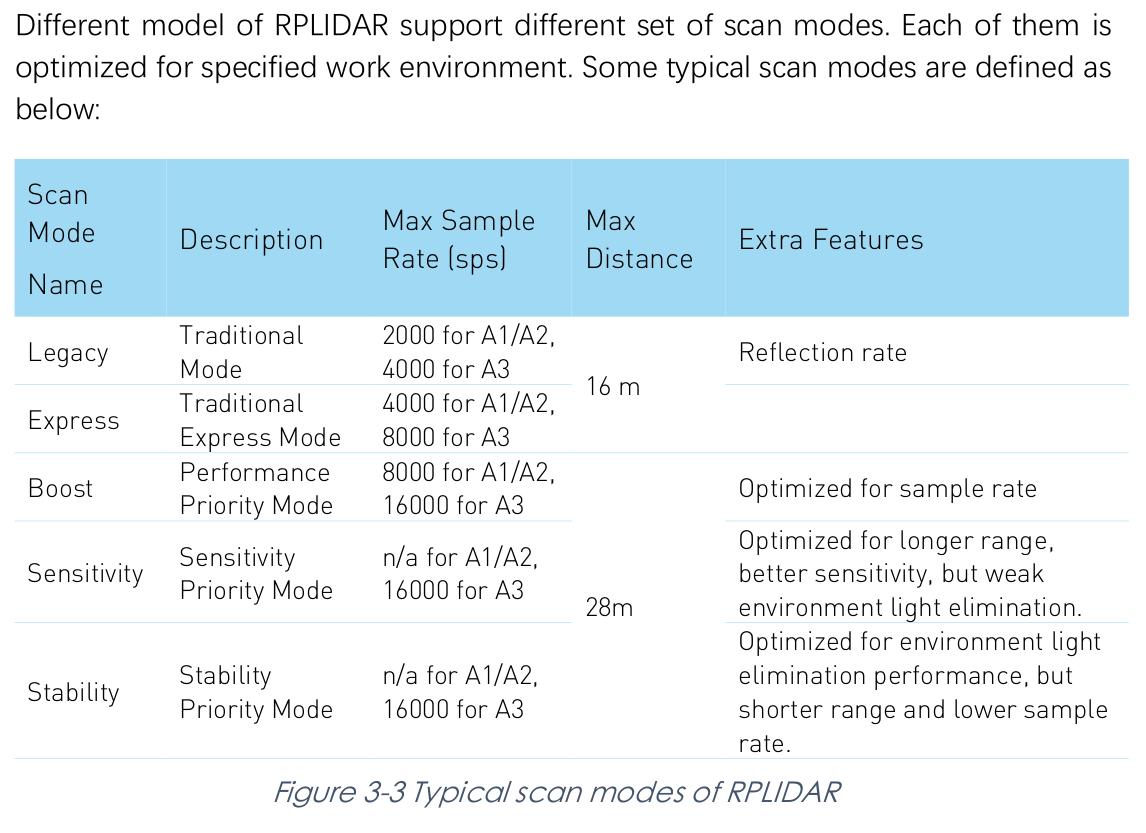 Different model of RPLIDAR support different set of scan modes. Each of them is
optimized for specified work environment. Some typical scan modes are defined as
below:
Scan
Mode
Name
Description
Max Sample
Rate (sps)
Max
Distance
Extra Features
Legacy
Traditional
Mode
2000 for A1/A2,
4000 for A3
16 m
Reflection rate
Express
Traditional
Express Mode
4000 for A1/A2,
8000 for A3
Boost
Performance
Priority Mode
8000 for A1/A2,
16000 for A3
28m
Optimized for sample rate
Sensitivity
Sensitivity
Priority Mode
n/a for A1/A2,
16000 for A3
Optimized for longer range,
better sensitivity, but weak
environment light elimination.
Stability
Stability
Priority Mode
n/a for A1/A2,
16000 for A3
Optimized for environment light
elimination performance, but
shorter range and lower sample
rate.
Figure 3-3 Typical scan modes of RPLIDAR